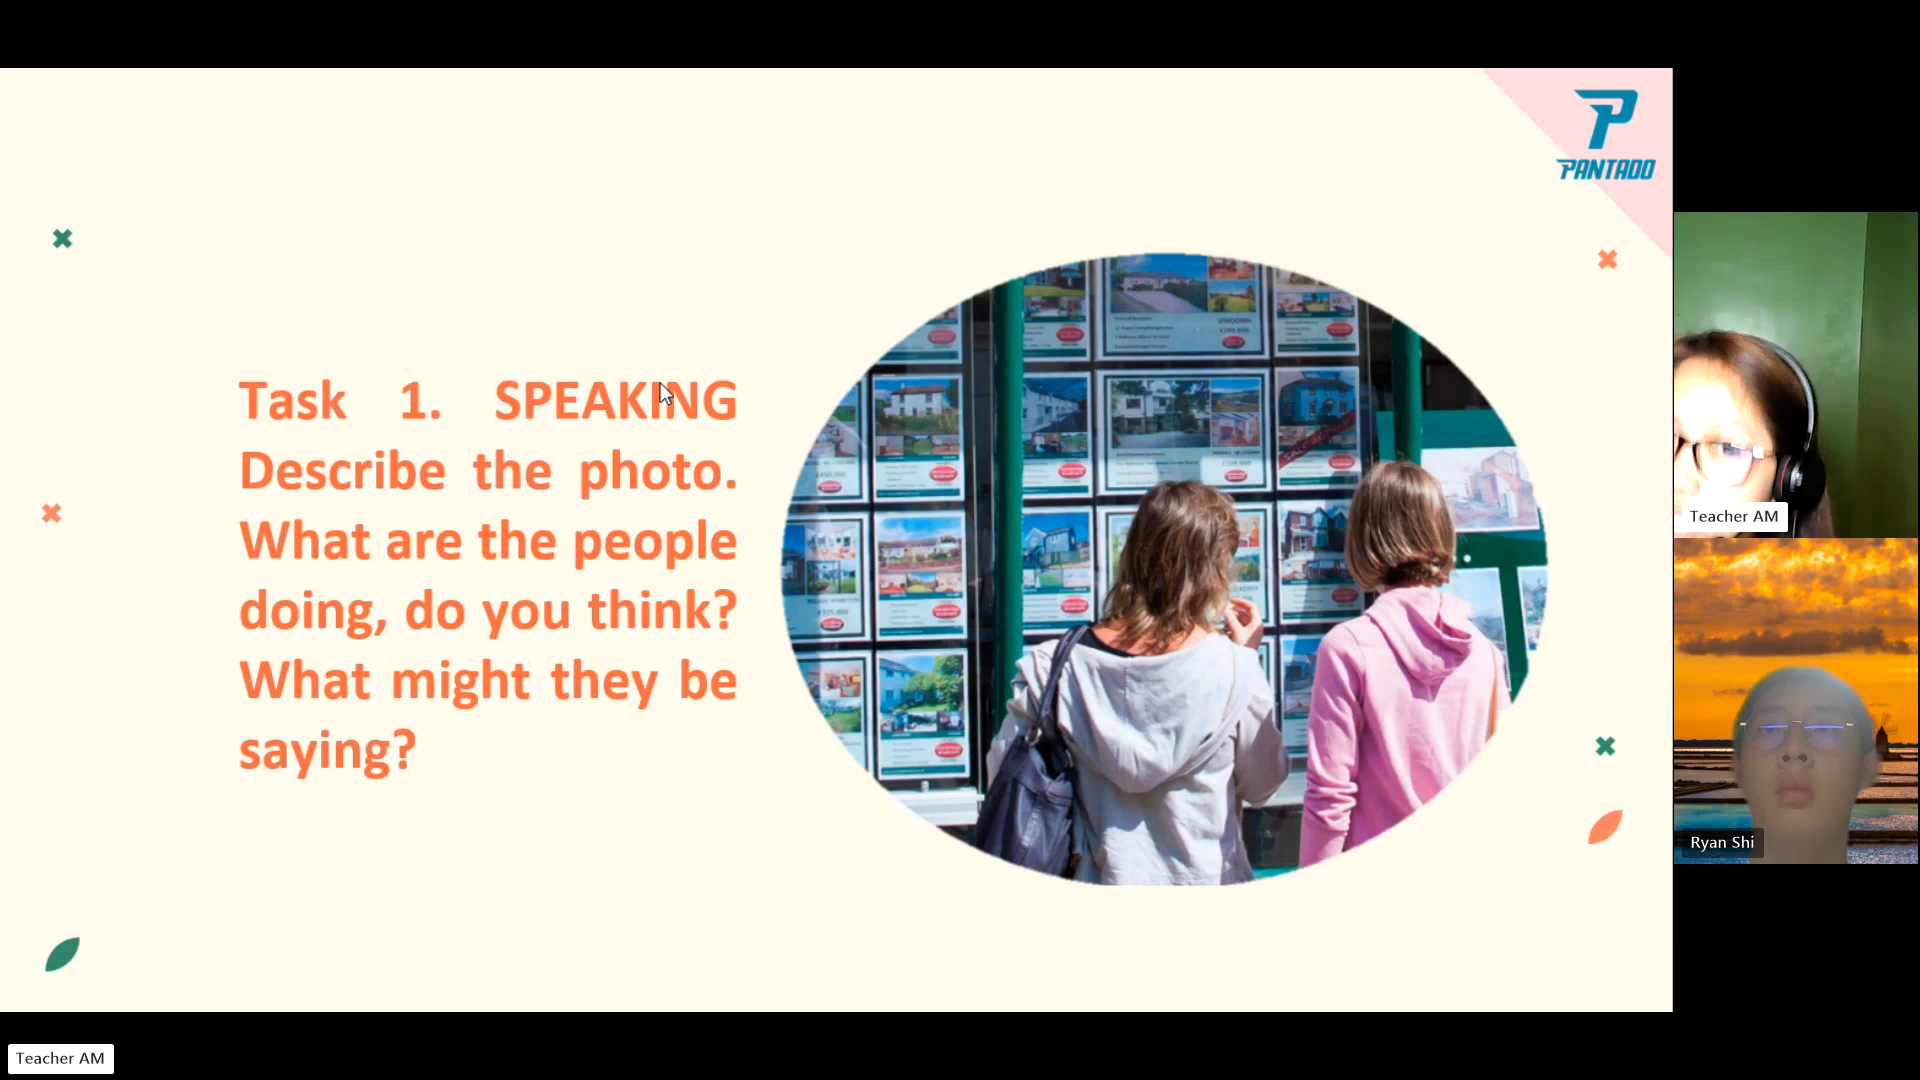 PANTADO
Task 1. SPEAKING
Describe the photo.
What are the people
doing, do you think?
What might they be
saying?
Teacher AM
Ryan Shi
Teacher AM